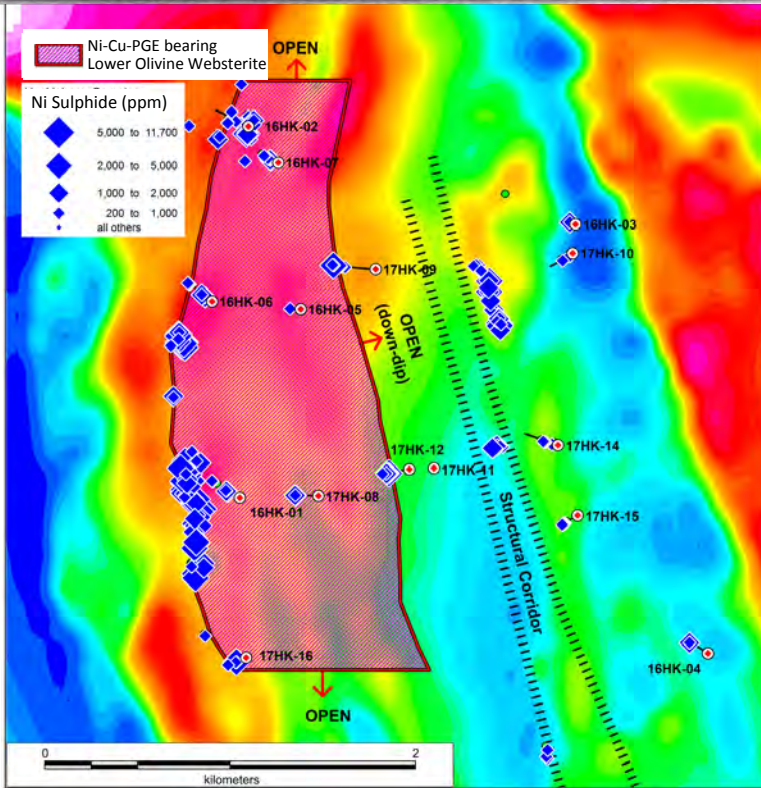 Ni-Cu-PGE bearing
Lower Olivine Websterite
OPEN
Ni Sulphide (ppm)
5,000 to 11,700
2,000 to 5,000
1,000 to 2,000
200 to 1,000
all others
16HK-02
16HK-07
16HK-03
17HK-10
17HK-09
16HK-06
16HK-05
OPEN
(down-dip)
17HK-14
17HK-12
17HK-11
16HK-01
17HK-08
17HK-15
Structural Corridor
16HK-04
17HK-16
OPEN
0
2
kilometers